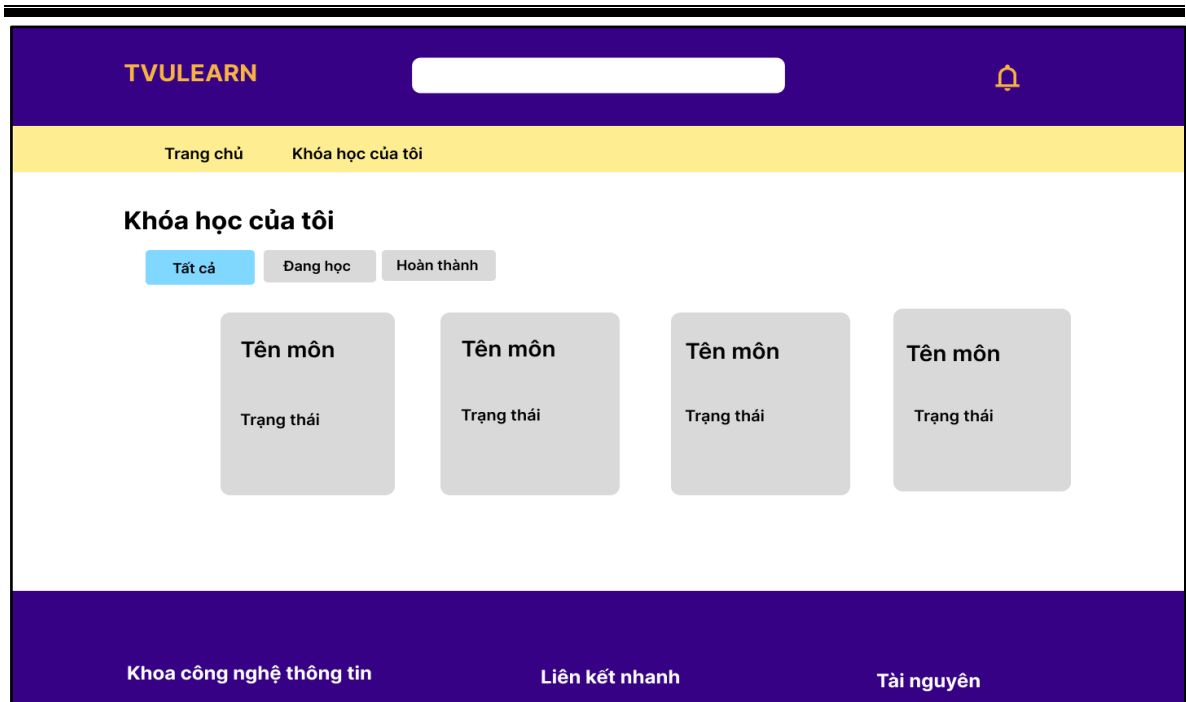 TVULEARN
Trang chủ Khóa học của tôi
Khóa học của tôi
Tất cả Đang học Hoàn thành
Tên môn Tên môn Tên môn Tên môn
Trạng thái Trạng thái Trạng thái Trạng thái
Khoa công nghệ thông tin Liên kết nhanh Tài nguyên